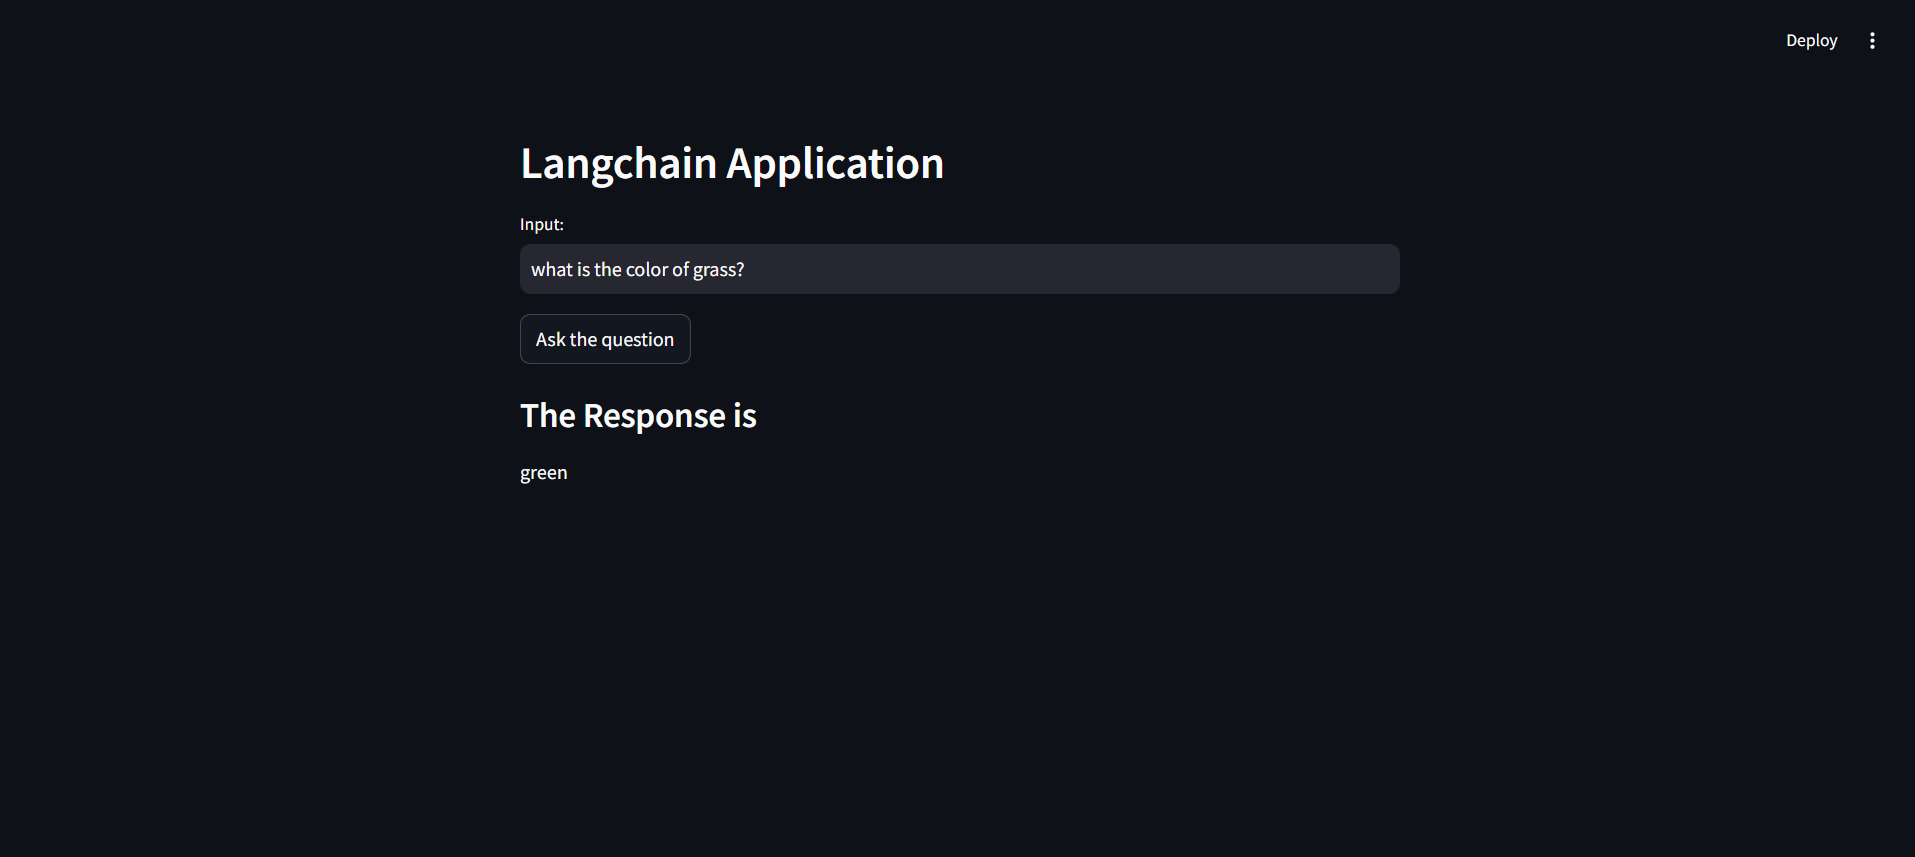 Deploy
Langchain Application
Input:
what is the color of grass?
Ask the question
The Response is
green